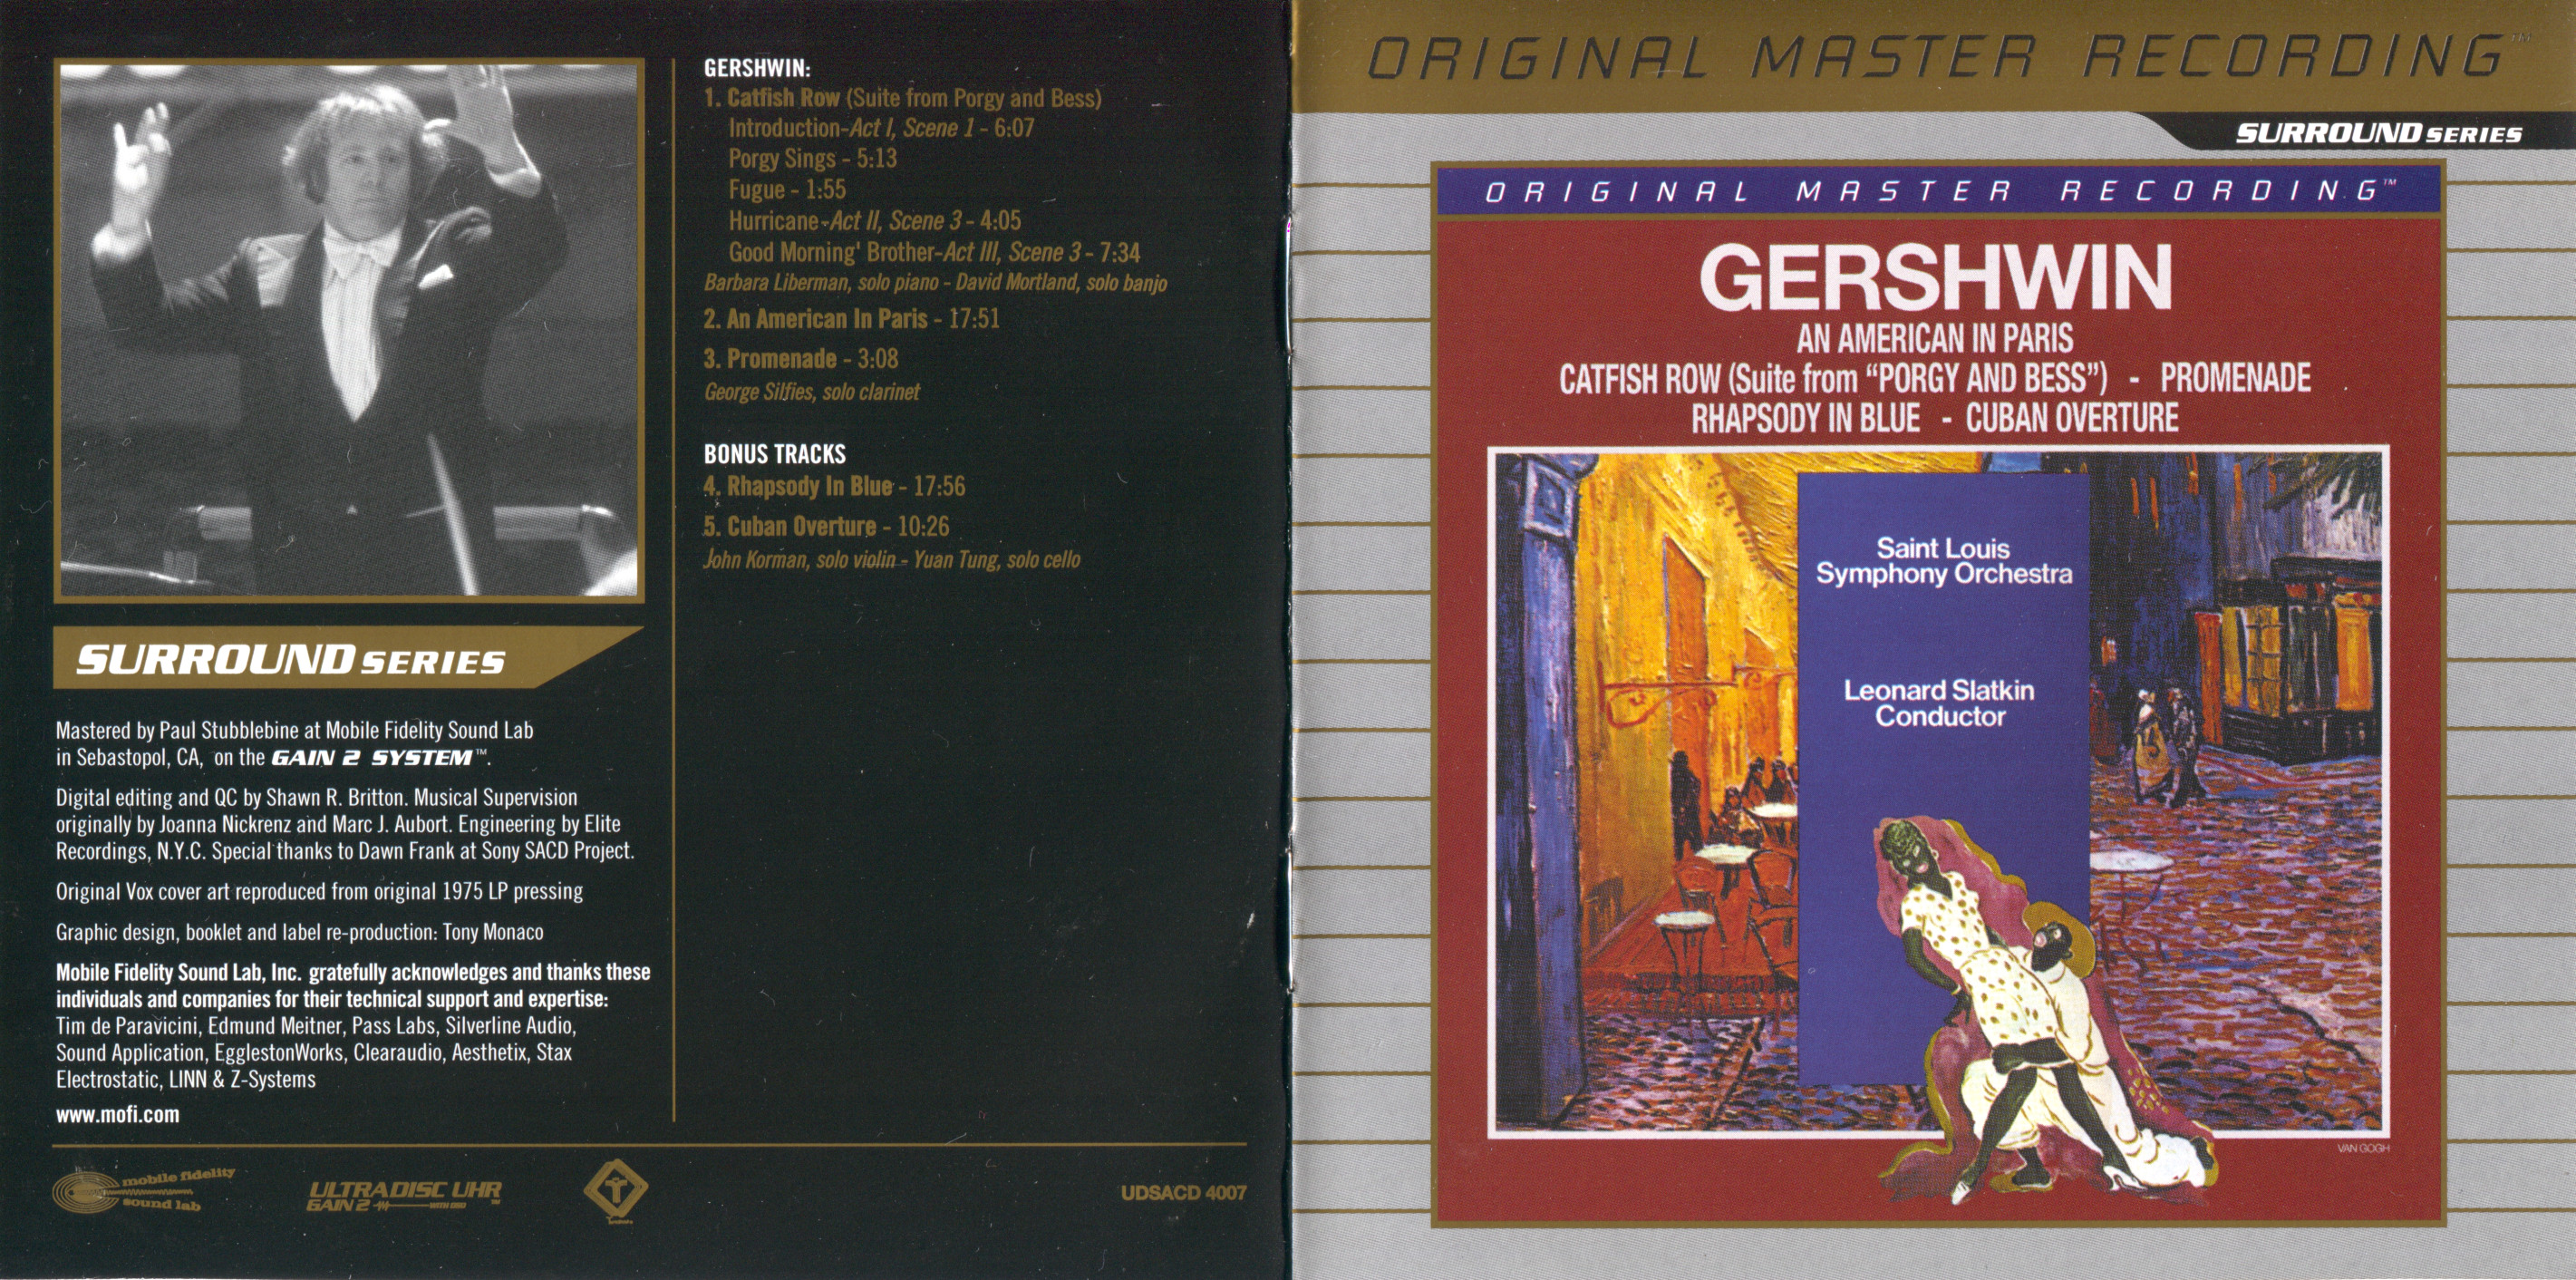 GERSHWIN:
1. Catfish Row (Suite from Porgy and Bess)
Introduction-Act I, Scene 1 - 6:07
Porgy Sings - 5:13
Fugue - 1:55
Hurricane-Act II, Scene 3 - 4:05
Good Morning' Brother-Act III, Scene 3 - 7:34
Barbara Liberman, solo piano - David Mortland, solo banjo
2. An American In Paris - 17:51
3. Promenade - 3:08
George Silfies, solo clarinet
BONUS TRACKS
4. Rhapsody In Blue - 17:56
5. Cuban Overture - 10:26
John Korman, solo violin - Yuan Tung, solo cello
SURROUND SERIES
Mastered by Paul Stubblebine at Mobile Fidelity Sound Lab
in Sebastopol, CA, on the GAIN 2 SYSTEM™.
Digital editing and QC by Shawn R. Britton. Musical Supervision
originally by Joanna Nickrenz and Marc J. Aubort. Engineering by Elite
Recordings, N.Y.C. Special thanks to Dawn Frank at Sony SACD Project.
Original Vox cover art reproduced from original 1975 LP pressing
Graphic design, booklet and label re-production: Tony Monaco
Mobile Fidelity Sound Lab, Inc. gratefully acknowledges and thanks these
individuals and companies for their technical support and expertise:
Tim de Paravicini, Edmund Meitner, Pass Labs, Silverline Audio,
Sound Application, EgglestonWorks, Clearaudio, Aesthetix, Stax
Electrostatic, LINN & Z-Systems
www.mofi.com
mobile fidelity
sound lab
ULTRADISC UHR™
GAIN 2 WITH DSD
UDSACD 4007
ORIGINAL MASTER RECORDING™
SURROUND SERIES
ORIGINAL MASTER RECORDING™
GERSHWIN
AN AMERICAN IN PARIS
CATFISH ROW (Suite from “PORGY AND BESS”) - PROMENADE
RHAPSODY IN BLUE - CUBAN OVERTURE
Saint Louis
Symphony Orchestra
Leonard Slatkin
Conductor
VAN GOGH